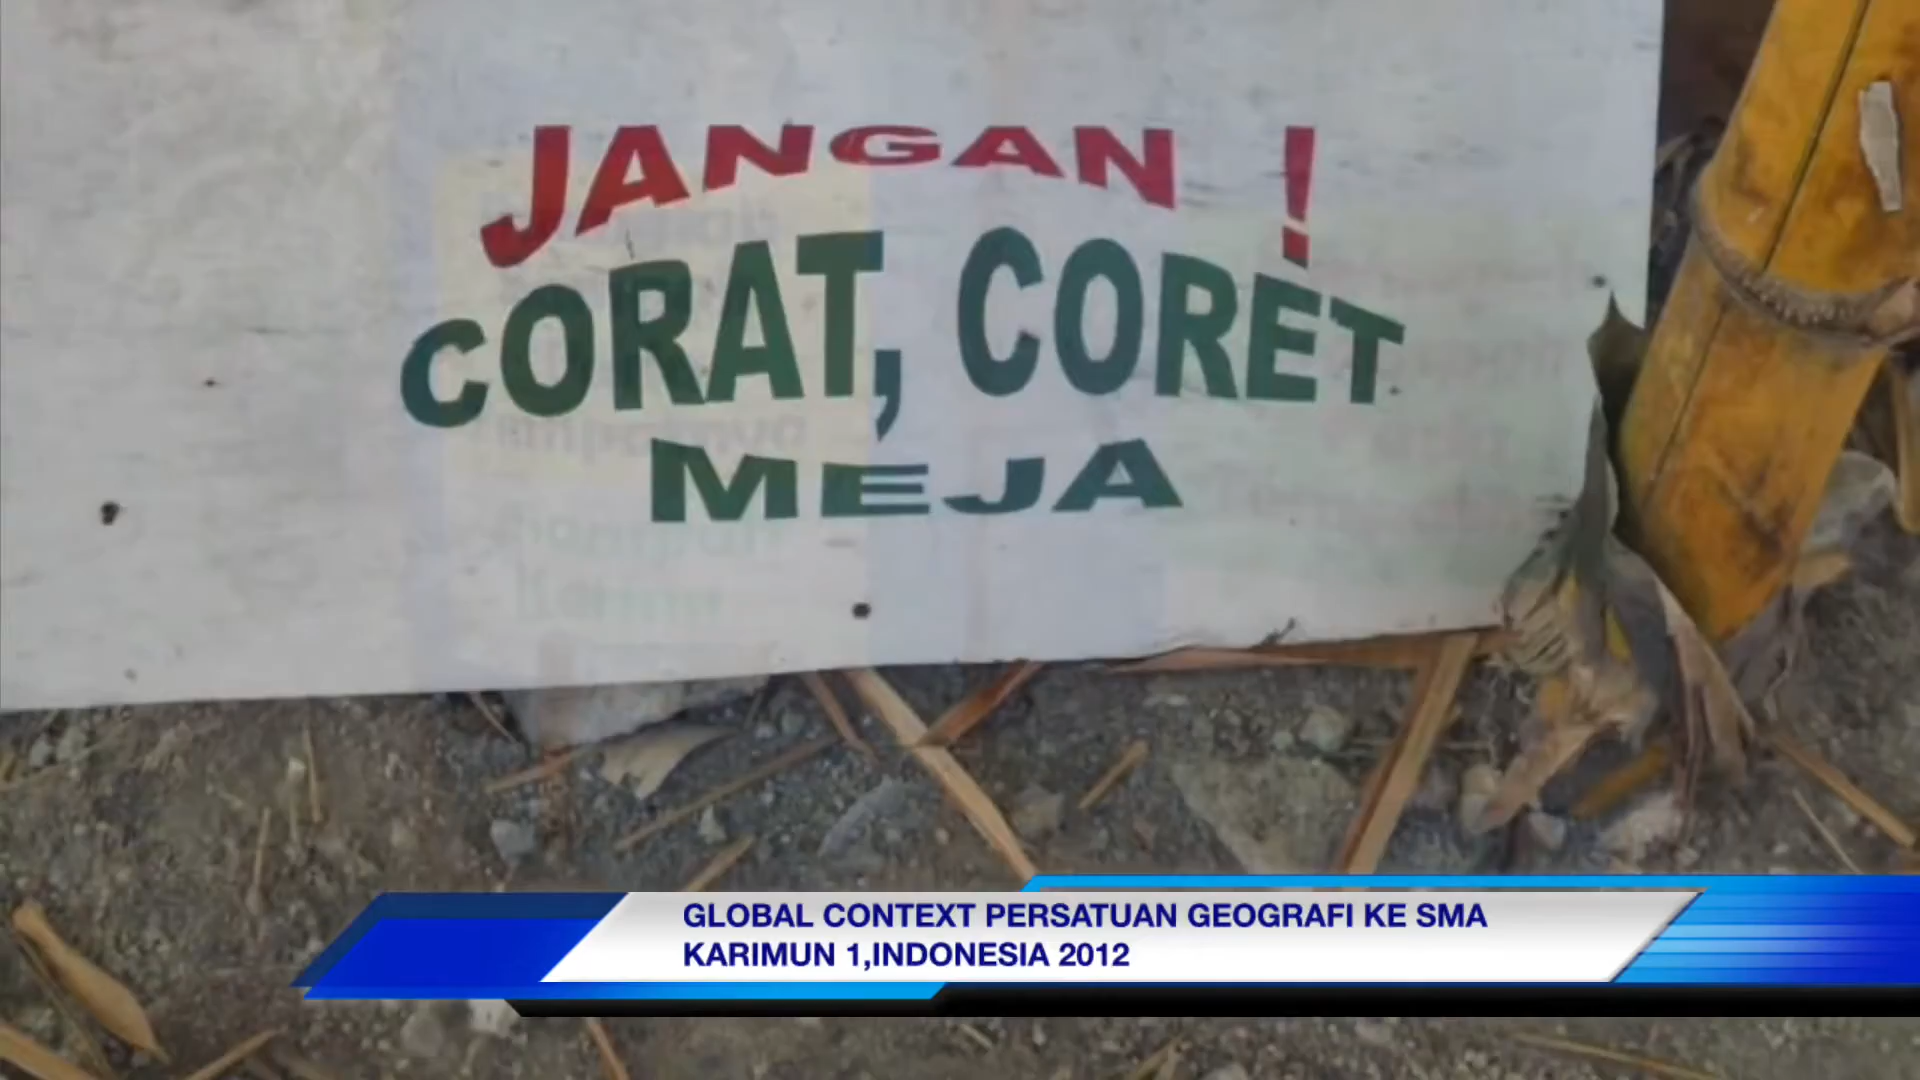 JANGAN !
CORAT, CORET
MEJA
GLOBAL CONTEXT PERSATUAN GEOGRAFI KE SMA
KARIMUN 1,INDONESIA 2012